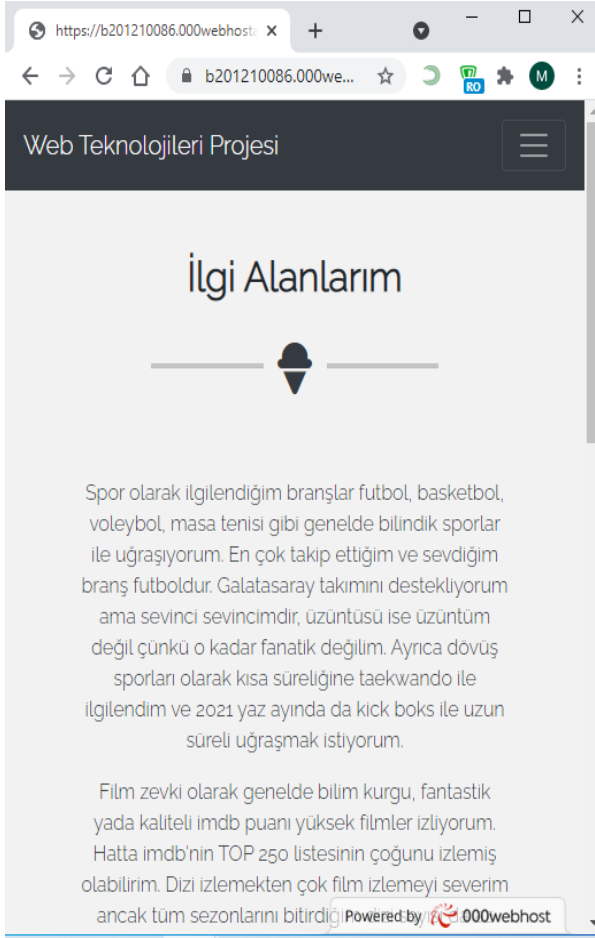 https://b201210086.000webhosta
b201210086.000we...
RO
M
Web Teknolojileri Projesi
İlgi Alanlarım
Spor olarak ilgilendiğim branşlar futbol, basketbol,
voleybol, masa tenisi gibi genelde bilindik sporlar
ile uğraşıyorum. En çok takip ettiğim ve sevdiğim
branş futboldur. Galatasaray takımını destekliyorum
ama sevinci sevincimdir, üzüntüsü ise üzüntüm
değil çünkü o kadar fanatik değilim. Ayrıca dövüş
sporları olarak kısa süreliğine taekwando ile
ilgilendim ve 2021 yaz ayında da kick boks ile uzun
süreli uğraşmak istiyorum.
Film zevki olarak genelde bilim kurgu, fantastik
yada kaliteli imdb puanı yüksek filmler izliyorum.
Hatta imdb'nin TOP 250 listesinin çoğunu izlemiş
olabilirim. Dizi izlemekten çok film izlemeyi severim
ancak tüm sezonlarını
Powered by 000webhost